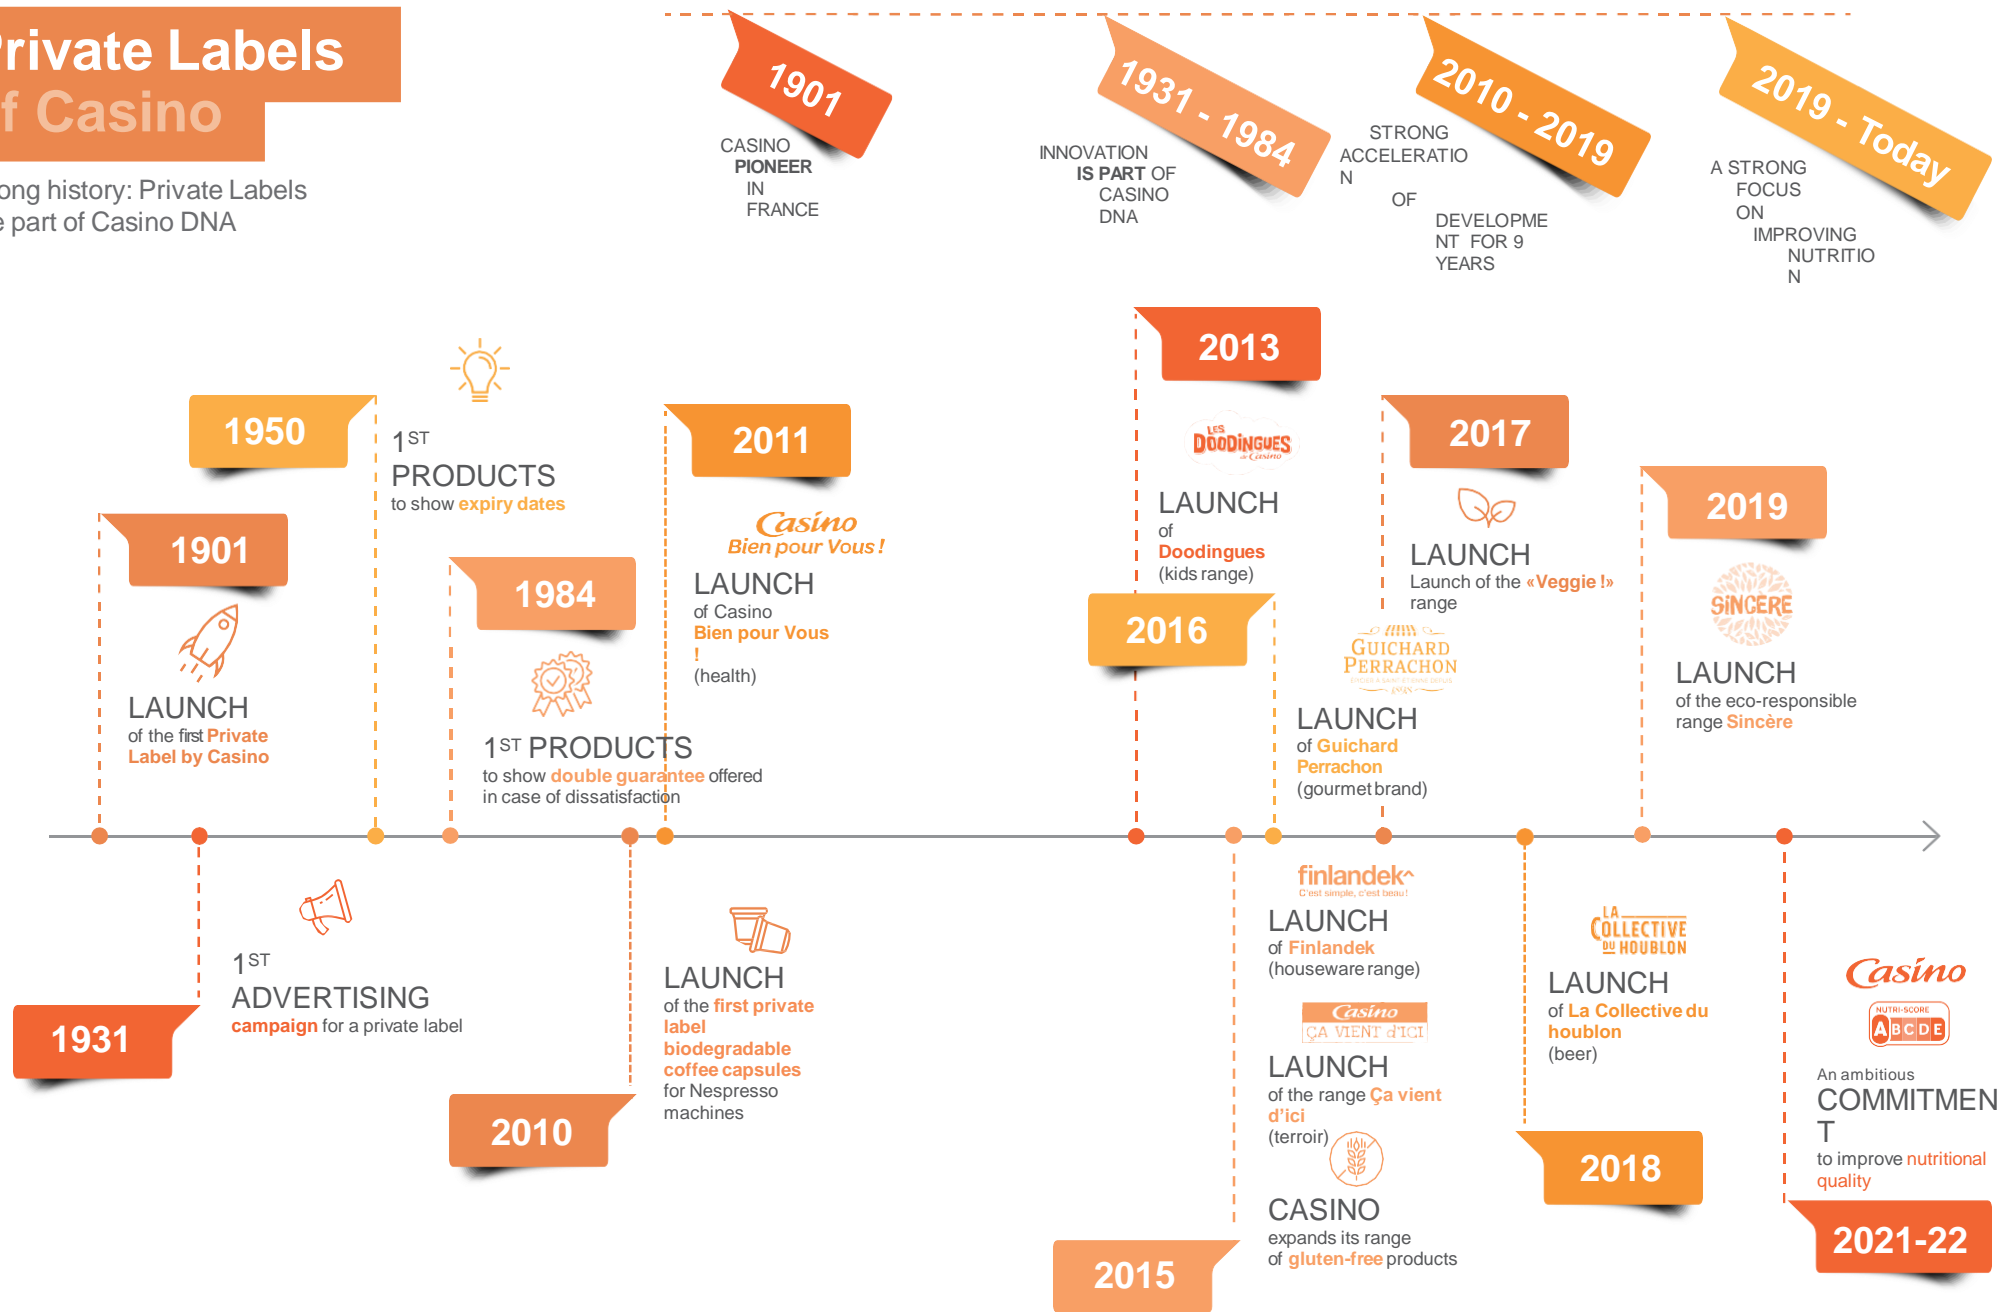 rivate Labels
f Casino
ong history: Private Labels
e part of Casino DNA
1901
CASINO
PIONEER
IN
FRANCE
1931 - 1984
INNOVATION
IS PART OF
CASINO
DNA
2010 - 2019
STRONG
ACCELERATIO
N
OF
DEVELOPME
NT FOR 9
YEARS
2019 - Today
A STRONG
FOCUS
ON
IMPROVING
NUTRITIO
N
1901
LAUNCH
of the first Private
Label by Casino
1931
1ST
ADVERTISING
campaign for a private label
1950
1ST
PRODUCTS
to show expiry dates
1984
1ST PRODUCTS
to show double guarantee offered
in case of dissatisfaction
2010
LAUNCH
of the first private
label
biodegradable
coffee capsules
for Nespresso
machines
2011
Casino
Bien pour Vous !
LAUNCH
of Casino
Bien pour Vous
!
(health)
2013
LES
DOODiNGUES
de Casino
LAUNCH
of
Doodingues
(kids range)
2015
finlandek^
C'est simple, c'est beau !
LAUNCH
of Finlandek
(houseware range)
Casino
ÇA VIENT d'ICI
LAUNCH
of the range Ça vient
d'ici
(terroir)
CASINO
expands its range
of gluten-free products
2016
GUICHARD
PERRACHON
LAUNCH
of Guichard
Perrachon
(gourmet brand)
2017
LAUNCH
Launch of the «Veggie !»
range
2018
LA
COLLECTIVE
DU HOUBLON
LAUNCH
of La Collective du
houblon
(beer)
2019
SiNCÈRE
LAUNCH
of the eco-responsible
range Sincère
Casino
NUTRI-SCORE
A B C D E
An ambitious
COMMITMEN
T
to improve nutritional
quality
2021-22